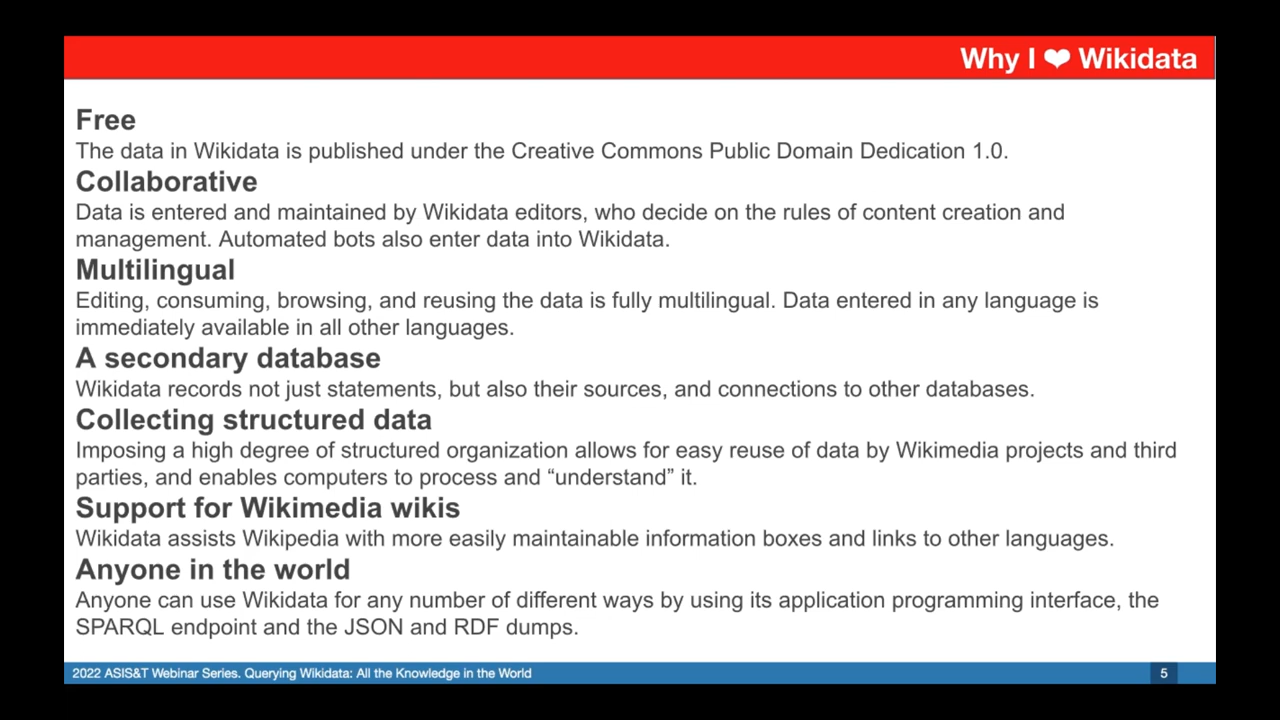 Why I ❤ Wikidata
Free
The data in Wikidata is published under the Creative Commons Public Domain Dedication 1.0.
Collaborative
Data is entered and maintained by Wikidata editors, who decide on the rules of content creation and
management. Automated bots also enter data into Wikidata.
Multilingual
Editing, consuming, browsing, and reusing the data is fully multilingual. Data entered in any language is
immediately available in all other languages.
A secondary database
Wikidata records not just statements, but also their sources, and connections to other databases.
Collecting structured data
Imposing a high degree of structured organization allows for easy reuse of data by Wikimedia projects and third
parties, and enables computers to process and “understand” it.
Support for Wikimedia wikis
Wikidata assists Wikipedia with more easily maintainable information boxes and links to other languages.
Anyone in the world
Anyone can use Wikidata for any number of different ways by using its application programming interface, the
SPARQL endpoint and the JSON and RDF dumps.
2022 ASIS&T Webinar Series. Querying Wikidata: All the Knowledge in the World
5